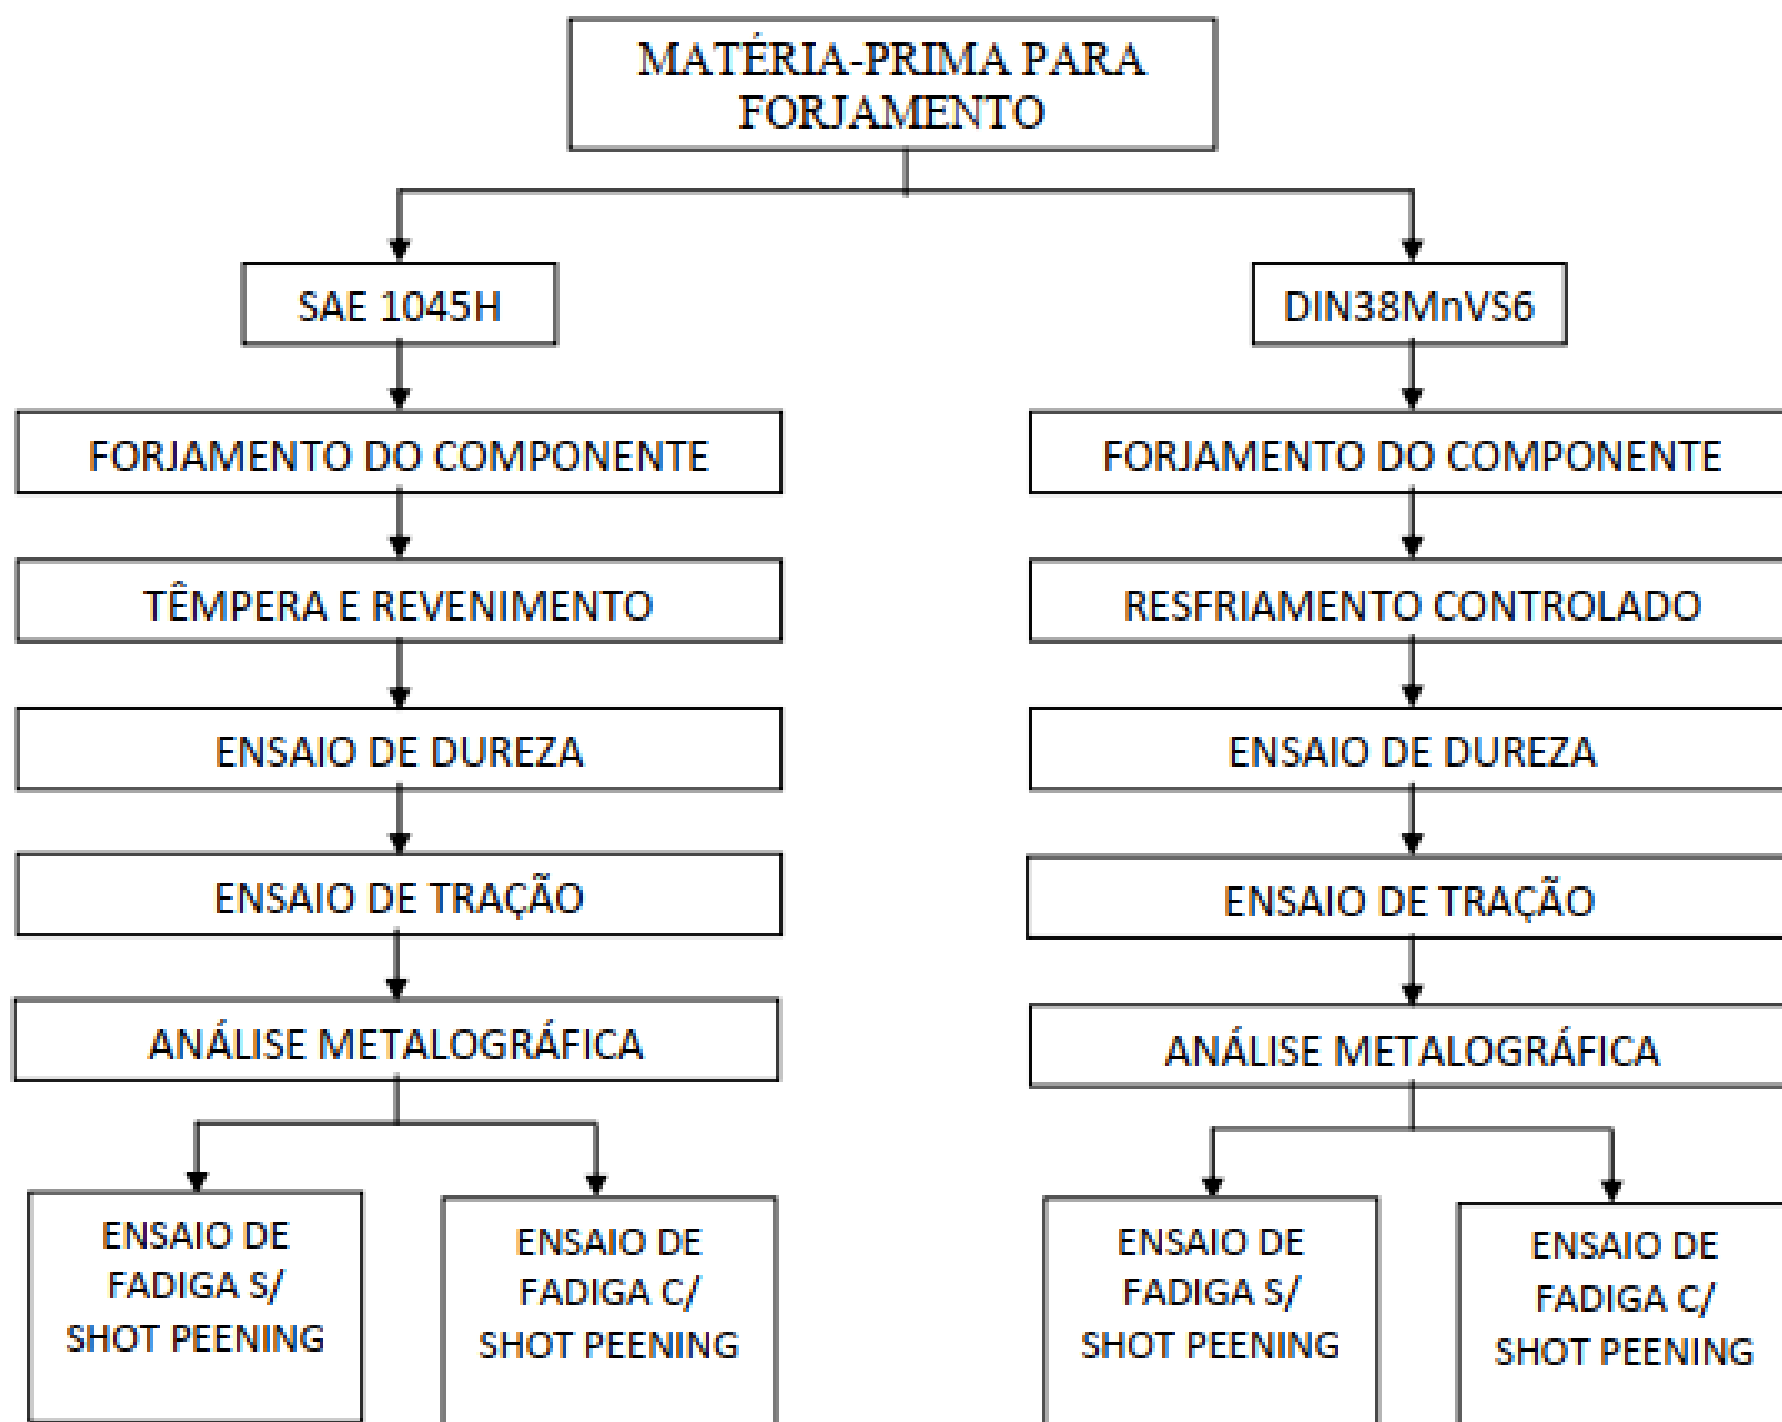 MATÉRIA-PRIMA PARA
FORJAMENTO
SAE 1045H
DIN38MnVS6
FORJAMENTO DO COMPONENTE
FORJAMENTO DO COMPONENTE
TÊMPERA E REVENIMENTO
RESFRIAMENTO CONTROLADO
ENSAIO DE DUREZA
ENSAIO DE DUREZA
ENSAIO DE TRAÇÃO
ENSAIO DE TRAÇÃO
ANÁLISE METALOGRÁFICA
ANÁLISE METALOGRÁFICA
ENSAIO DE
FADIGA S/
SHOT PEENING
ENSAIO DE
FADIGA C/
SHOT PEENING
ENSAIO DE
FADIGA S/
SHOT PEENING
ENSAIO DE
FADIGA C/
SHOT PEENING